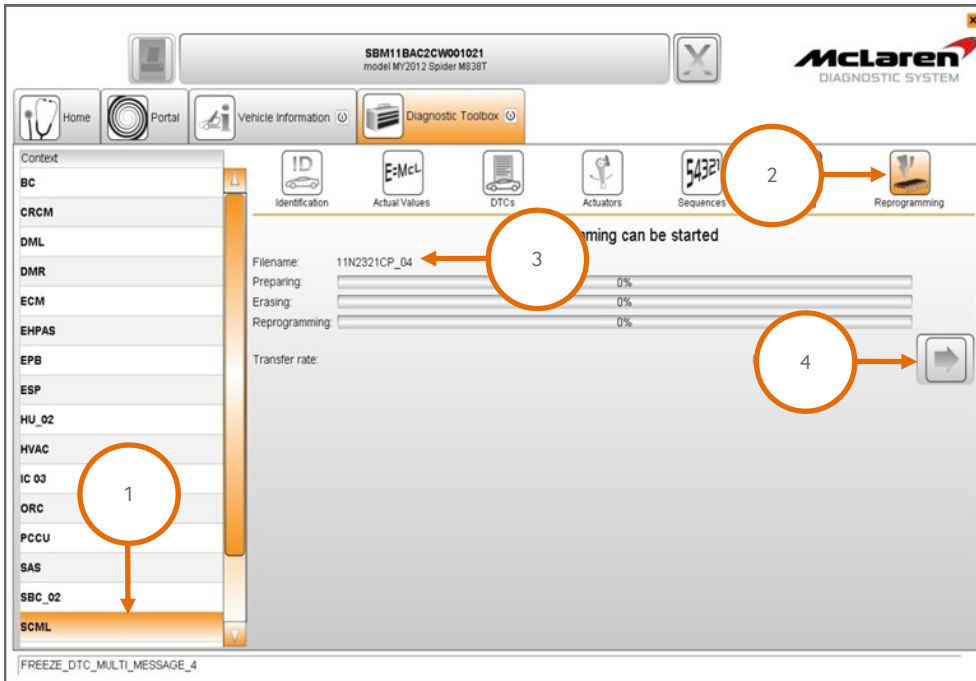 SBM11BAC2CW001021
model MY2012 Spider M838T
McLaren
DIAGNOSTIC SYSTEM
Home
Portal
Vehicle Information
Diagnostic Toolbox
Context
BC
CRCM
DML
DMR
ECM
EHPAS
EPB
ESP
HU_02
HVAC
IC 03
ORC
PCCU
SAS
SBC_02
SCML
ID
Identification
E=McL
Actual Values
DTCs
Actuators
54321
Sequences
2
Reprogramming
mming can be started
Filename: 11N2321CP_04
3
Preparing: 0%
Erasing: 0%
Reprogramming: 0%
Transfer rate:
4
1
FREEZE_DTC_MULTI_MESSAGE_4